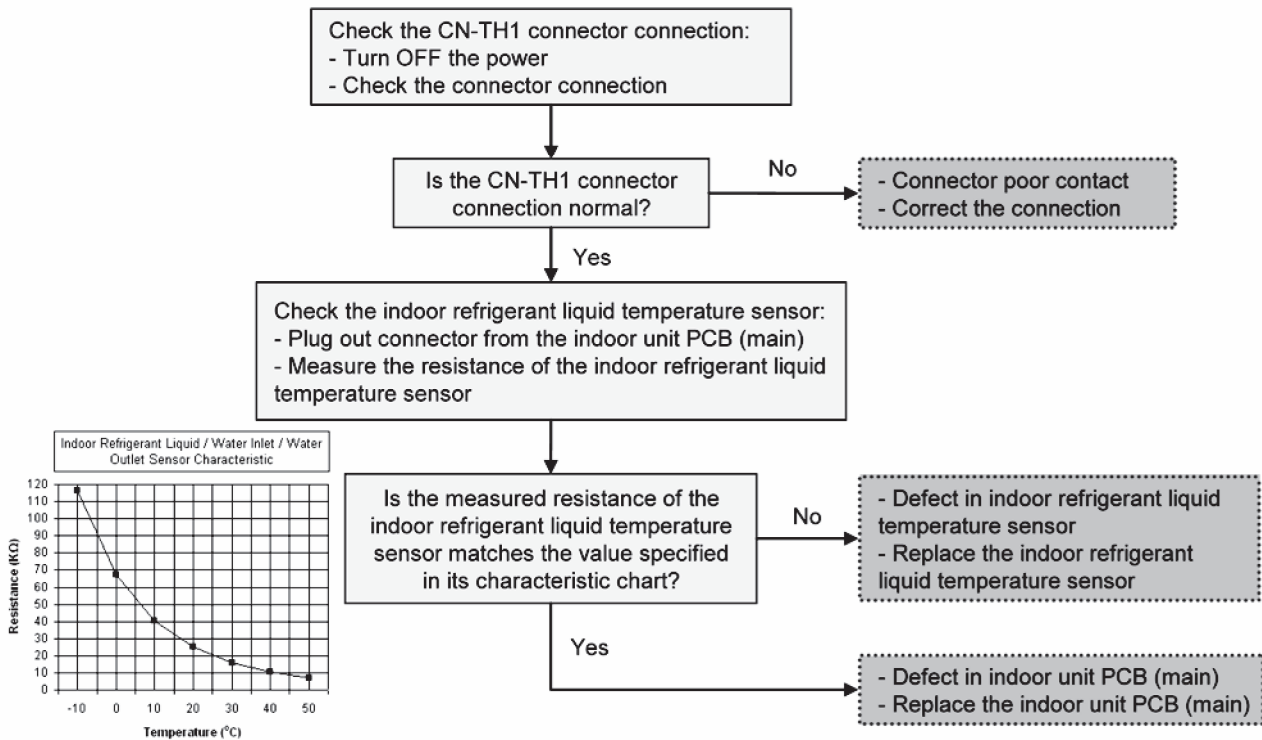 Check the CN-TH1 connector connection:
- Turn OFF the power
- Check the connector connection
Is the CN-TH1 connector
connection normal?
No
- Connector poor contact
- Correct the connection
Yes
Check the indoor refrigerant liquid temperature sensor:
- Plug out connector from the indoor unit PCB (main)
- Measure the resistance of the indoor refrigerant liquid
temperature sensor
Indoor Refrigerant Liquid / Water Inlet / Water
Outlet Sensor Characteristic
120
110
100
90
80
70
60
50
40
30
20
10
0
Resistance (KΩ)
-10 0 10 20 30 40 50
Temperature (°C)
Is the measured resistance of the
indoor refrigerant liquid temperature
sensor matches the value specified
in its characteristic chart?
No
- Defect in indoor refrigerant liquid
temperature sensor
- Replace the indoor refrigerant
liquid temperature sensor
Yes
- Defect in indoor unit PCB (main)
- Replace the indoor unit PCB (main)